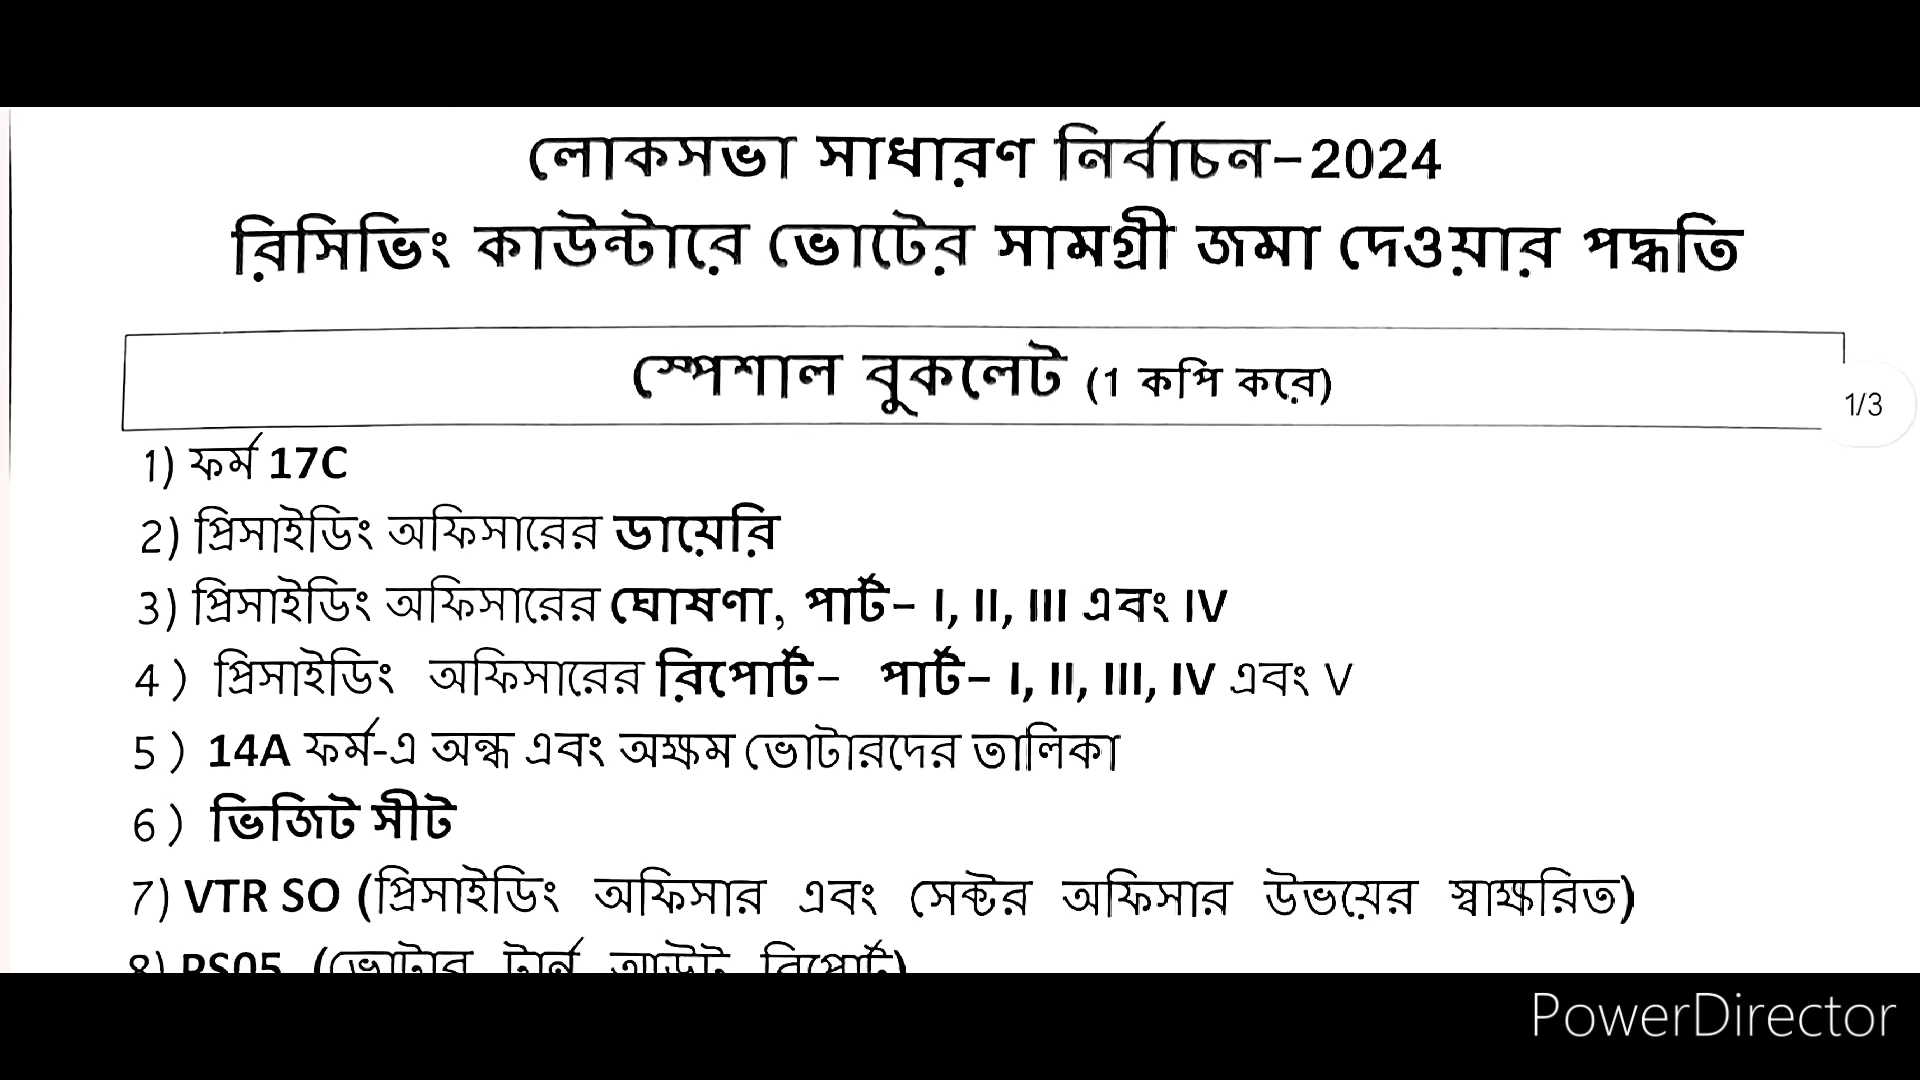 লোকসভা সাধারণ নির্বাচন-2024
রিসিভিং কাউন্টারে ভোটের সামগ্রী জমা দেওয়ার পদ্ধতি
স্পেশাল বুকলেট (1 কপি করে)
1/3
1) ফর্ম 17C
2) প্রিসাইডিং অফিসারের ডায়েরি
3) প্রিসাইডিং অফিসারের ঘোষণা, পার্ট- I, II, III এবং IV
4) প্রিসাইডিং অফিসারের রিপোর্ট- পার্ট- I, II, III, IV এবং V
5) 14A ফর্ম-এ অন্ধ এবং অক্ষম ভোটারদের তালিকা
6) ভিজিট সীট
7) VTR SO (প্রিসাইডিং অফিসার এবং সেক্টর অফিসার উভয়ের স্বাক্ষরিত)
8) PS05 (ভোটার টার্ন আউট রিপোর্ট)
PowerDirector